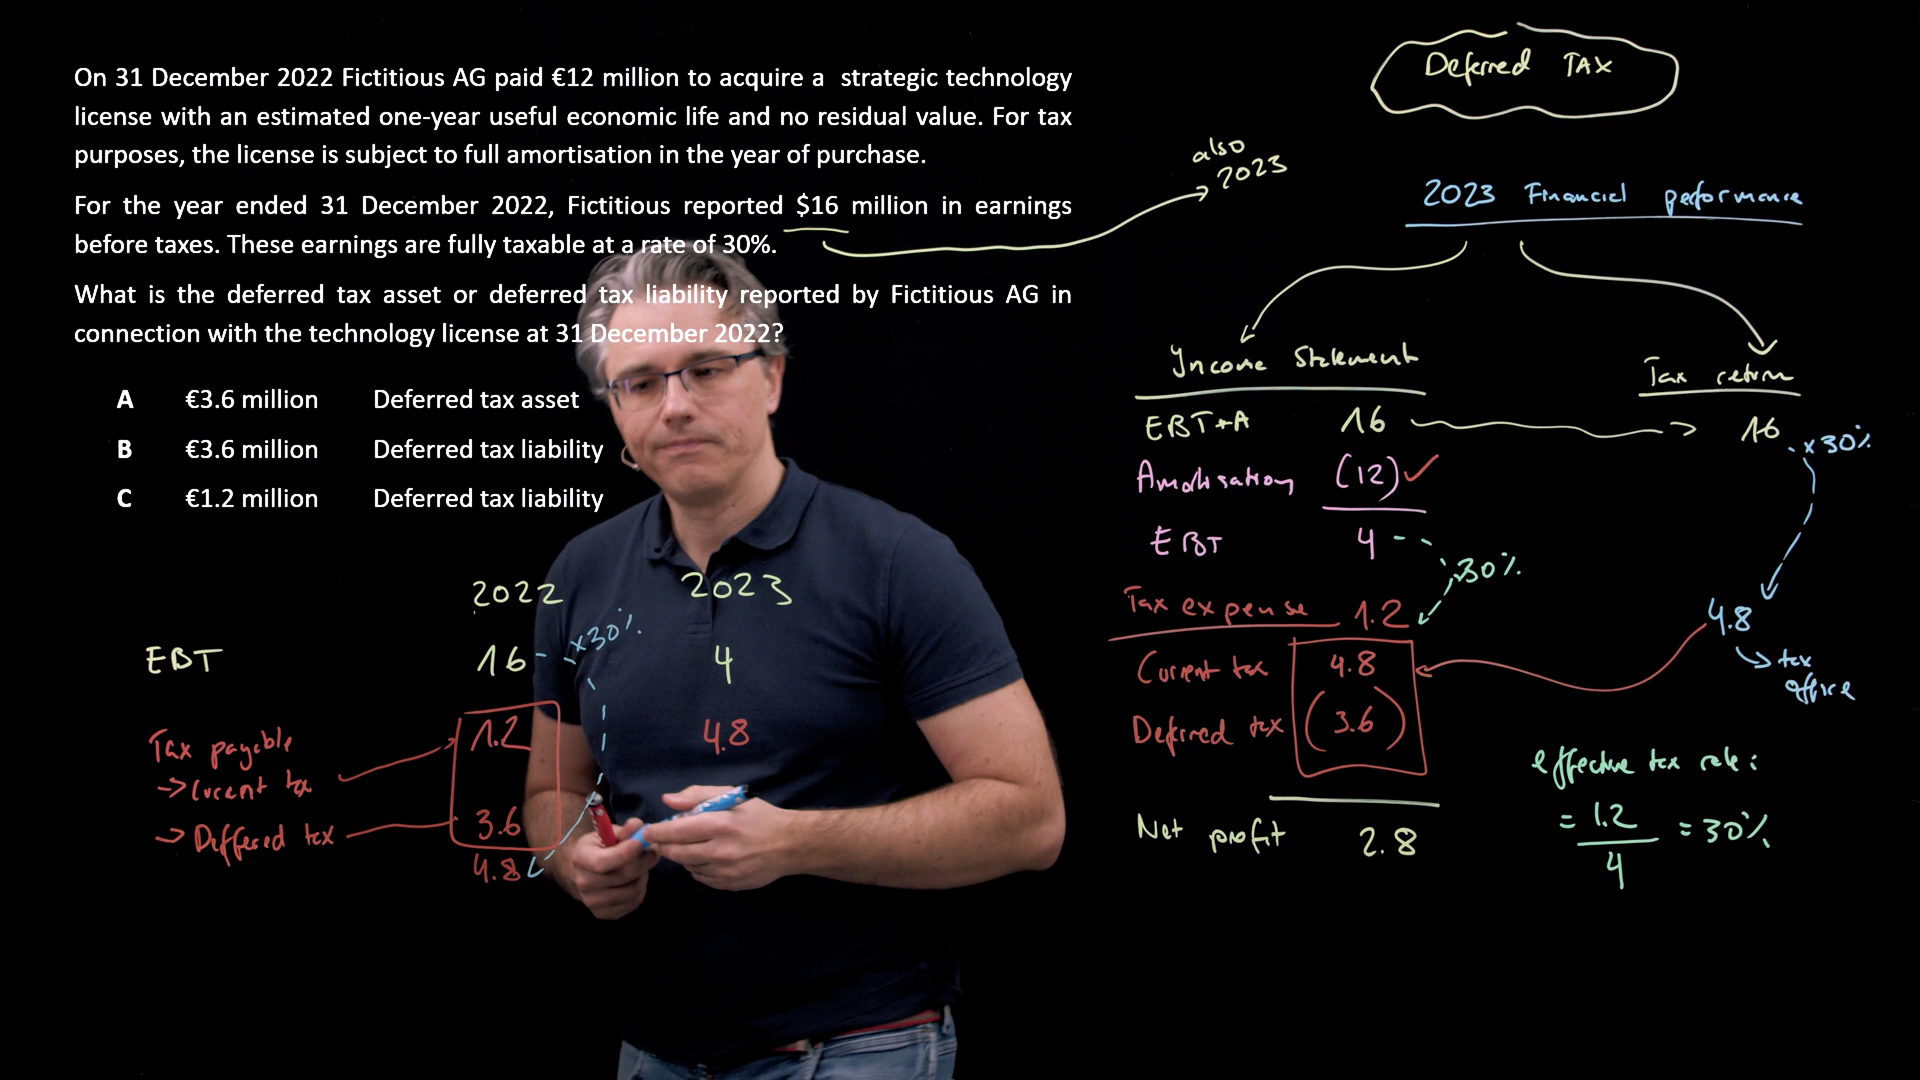 On 31 December 2022 Fictitious AG paid €12 million to acquire a strategic technology
license with an estimated one-year useful economic life and no residual value. For tax
purposes, the license is subject to full amortisation in the year of purchase.
For the year ended 31 December 2022, Fictitious reported $16 million in earnings
before taxes. These earnings are fully taxable at a rate of 30%.
What is the deferred tax asset or deferred tax liability reported by Fictitious AG in
connection with the technology license at 31 December 2022?
A €3.6 million Deferred tax asset
B €3.6 million Deferred tax liability
C €1.2 million Deferred tax liability
2022 2023
x30%
EBT 16 4
Tax payable 1.2 4.8
→ Current tax
→ Deffered tax 3.6
4.8
Deferred TAX
also
2023
2023 Financial performance
Income Statement
EBT+A 16
Amortisation (12)
EBT 4
30%
Tax expense 1.2
Current tax 4.8
Deferred tax (3.6)
Net profit 2.8
Tax return
16
x30%
4.8
tax
office
effective tax rate:
= 1.2
4
= 30%